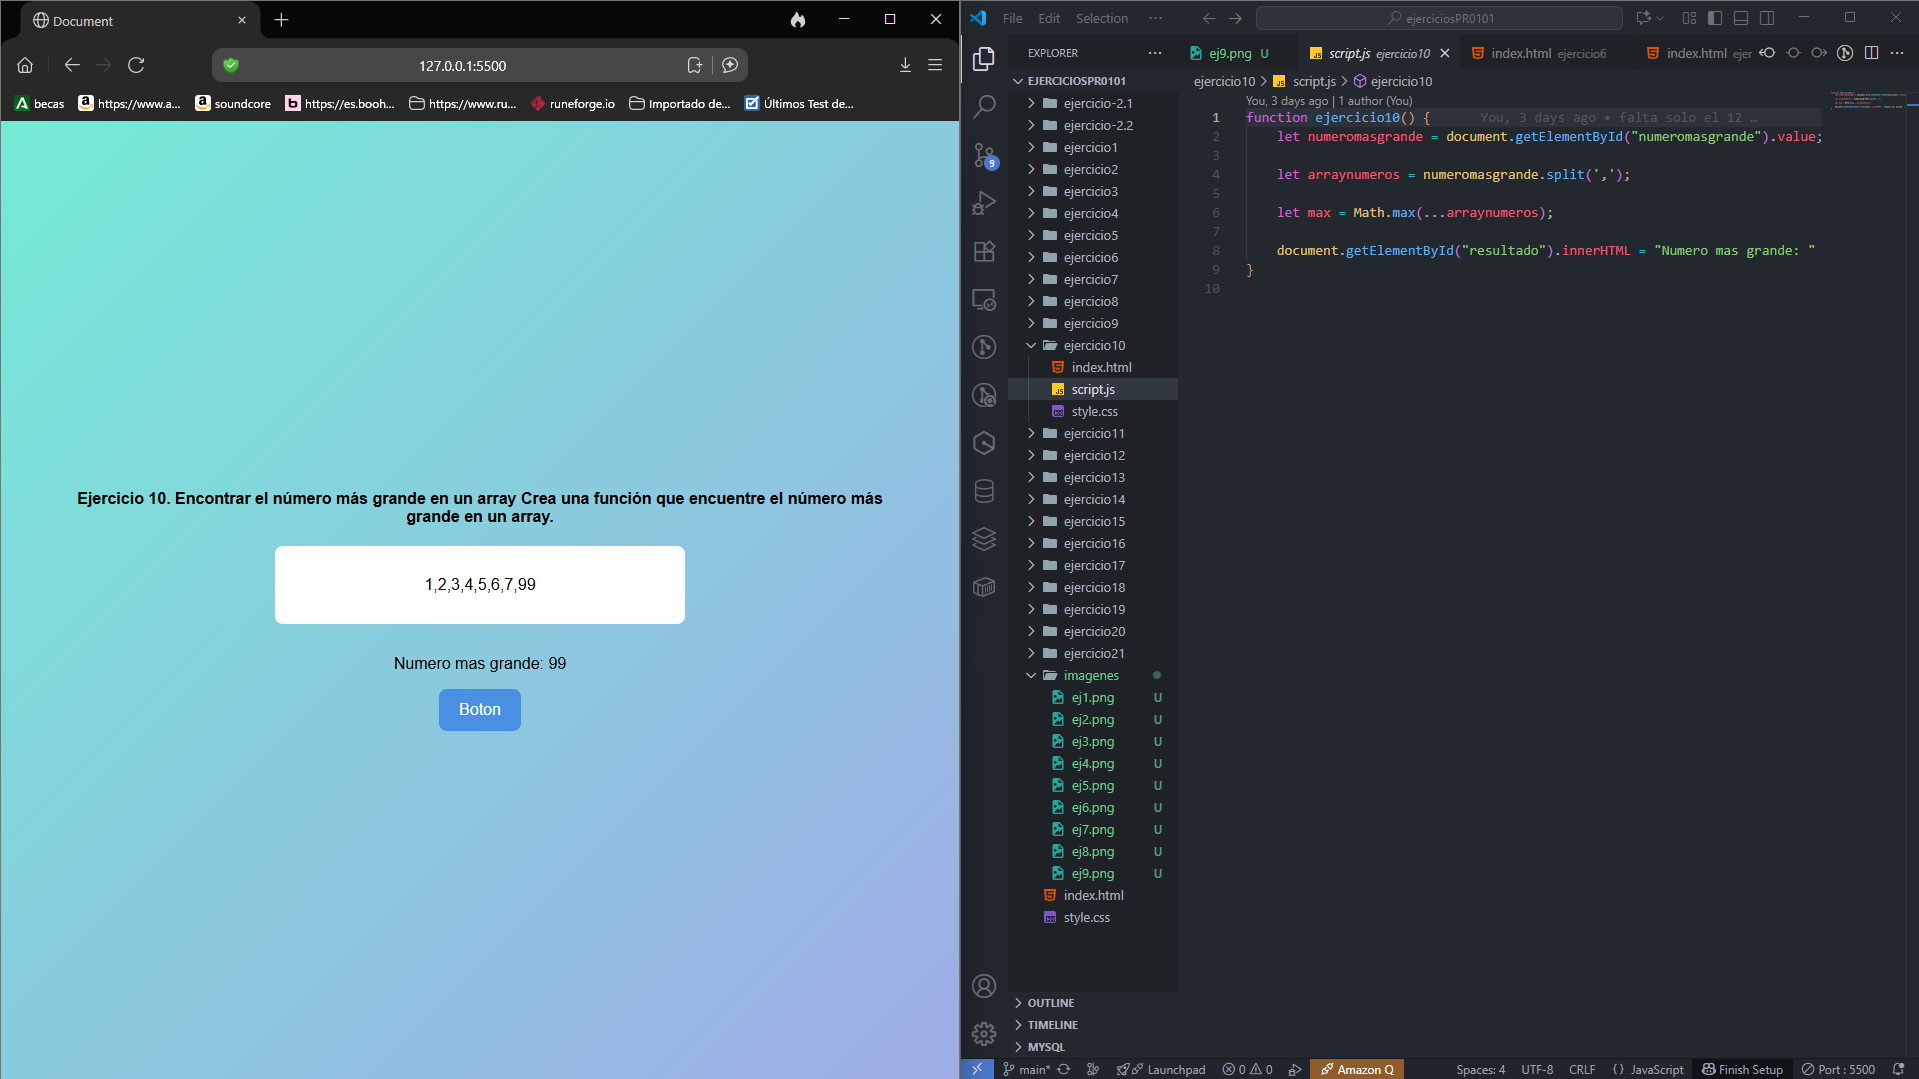 Document
127.0.0.1:5500
becas
https://www.a...
soundcore
https://es.booh...
https://www.ru...
runeforge.io
Importado de...
Últimos Test de...
Ejercicio 10. Encontrar el número más grande en un array Crea una función que encuentre el número más
grande en un array.
1,2,3,4,5,6,7,99
Numero mas grande: 99
Boton
File Edit Selection ···
ejerciciosPR0101
EXPLORER
EJERCICIOSPR0101
ejercicio-2.1
ejercicio-2.2
ejercicio1
ejercicio2
ejercicio3
ejercicio4
ejercicio5
ejercicio6
ejercicio7
ejercicio8
ejercicio9
ejercicio10
index.html
script.js
style.css
ejercicio11
ejercicio12
ejercicio13
ejercicio14
ejercicio15
ejercicio16
ejercicio17
ejercicio18
ejercicio19
ejercicio20
ejercicio21
imagenes
ej1.png U
ej2.png U
ej3.png U
ej4.png U
ej5.png U
ej6.png U
ej7.png U
ej8.png U
ej9.png U
index.html
style.css
OUTLINE
TIMELINE
MYSQL
9
ej9.png U
script.js ejercicio10
index.html ejercicio6
index.html ejer
ejercicio10 > script.js > ejercicio10
You, 3 days ago | 1 author (You)
1 function ejercicio10() { You, 3 days ago • falta solo el 12 …
2 let numeromasgrande = document.getElementById("numeromasgrande").value;
3
4 let arraynumeros = numeromasgrande.split(',');
5
6 let max = Math.max(...arraynumeros);
7
8 document.getElementById("resultado").innerHTML = "Numero mas grande: "
9 }
10
main* Launchpad 0 0 Amazon Q Spaces: 4 UTF-8 CRLF {} JavaScript Finish Setup Port : 5500